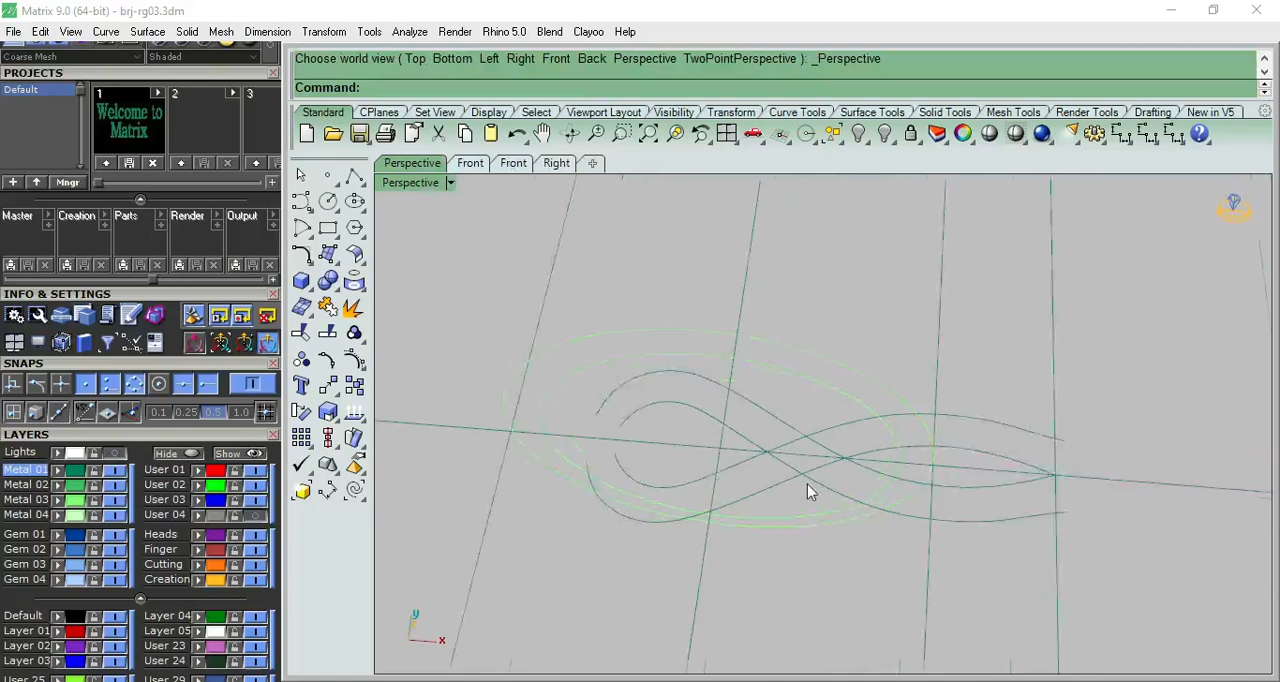 Matrix 9.0 (64-bit) - brj-rg03.3dm
File Edit View Curve Surface Solid Mesh Dimension Transform Tools Analyze Render Rhino 5.0 Blend Clayoo Help
Coarse Mesh Shaded
Choose world view ( Top Bottom Left Right Front Back Perspective TwoPointPerspective ): _Perspective
PROJECTS
Command:
Default
1 2 3
Welcome to Matrix
Standard CPlanes Set View Display Select Viewport Layout Visibility Transform Curve Tools Surface Tools Solid Tools Mesh Tools Render Tools Drafting New in V5
Perspective Front Front Right
Mngr
Perspective
Master Creation Parts Render Output
INFO & SETTINGS
SNAPS
0.1 0.25 0.5 1.0
LAYERS
Lights Hide Show
Metal 01 User 01
Metal 02 User 02
Metal 03 User 03
Metal 04 User 04
Gem 01 Heads
Gem 02 Finger
Gem 03 Cutting
Gem 04 Creation
Default Layer 04
Layer 01 Layer 05
Layer 02 User 23
Layer 03 User 24
User 25 User 29
y
x